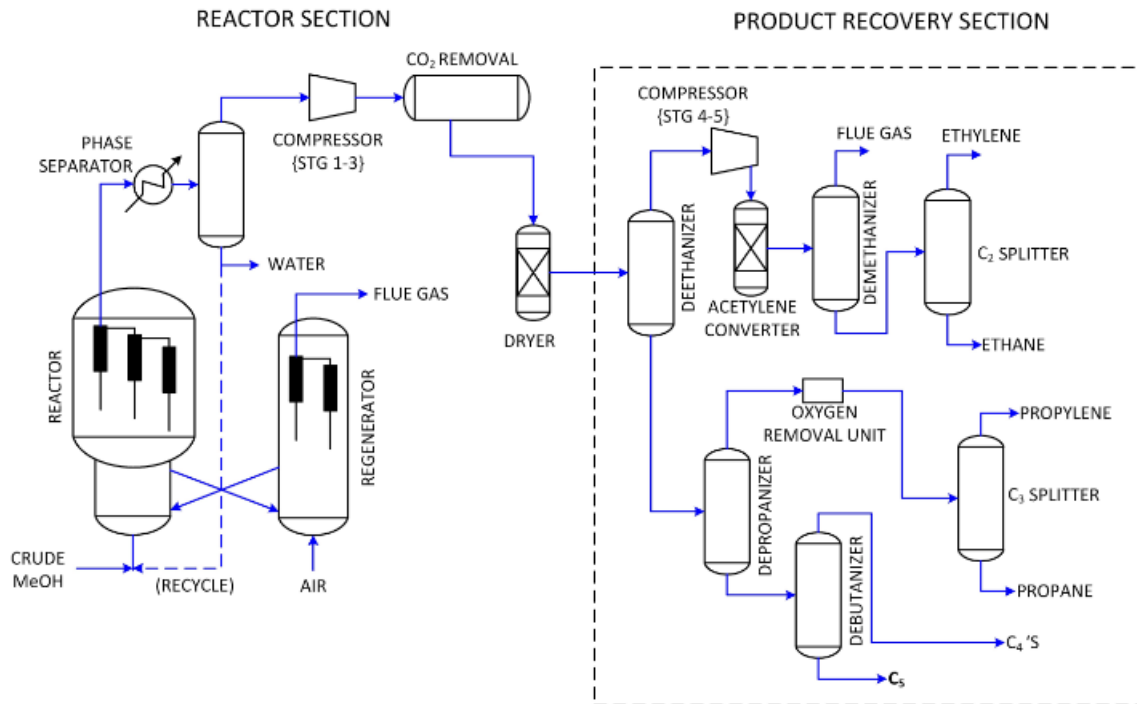 REACTOR SECTION
PRODUCT RECOVERY SECTION
CO₂ REMOVAL
COMPRESSOR
{STG 1-3}
PHASE
SEPARATOR
WATER
FLUE GAS
DRYER
REACTOR
REGENERATOR
CRUDE
MeOH
(RECYCLE)
AIR
COMPRESSOR
{STG 4-5}
FLUE GAS
ETHYLENE
DEETHANIZER
ACETYLENE
CONVERTER
DEMETHANIZER
C₂ SPLITTER
ETHANE
OXYGEN
REMOVAL UNIT
PROPYLENE
DEPROPANIZER
C₃ SPLITTER
PROPANE
DEBUTANIZER
C₄ 'S
C₅